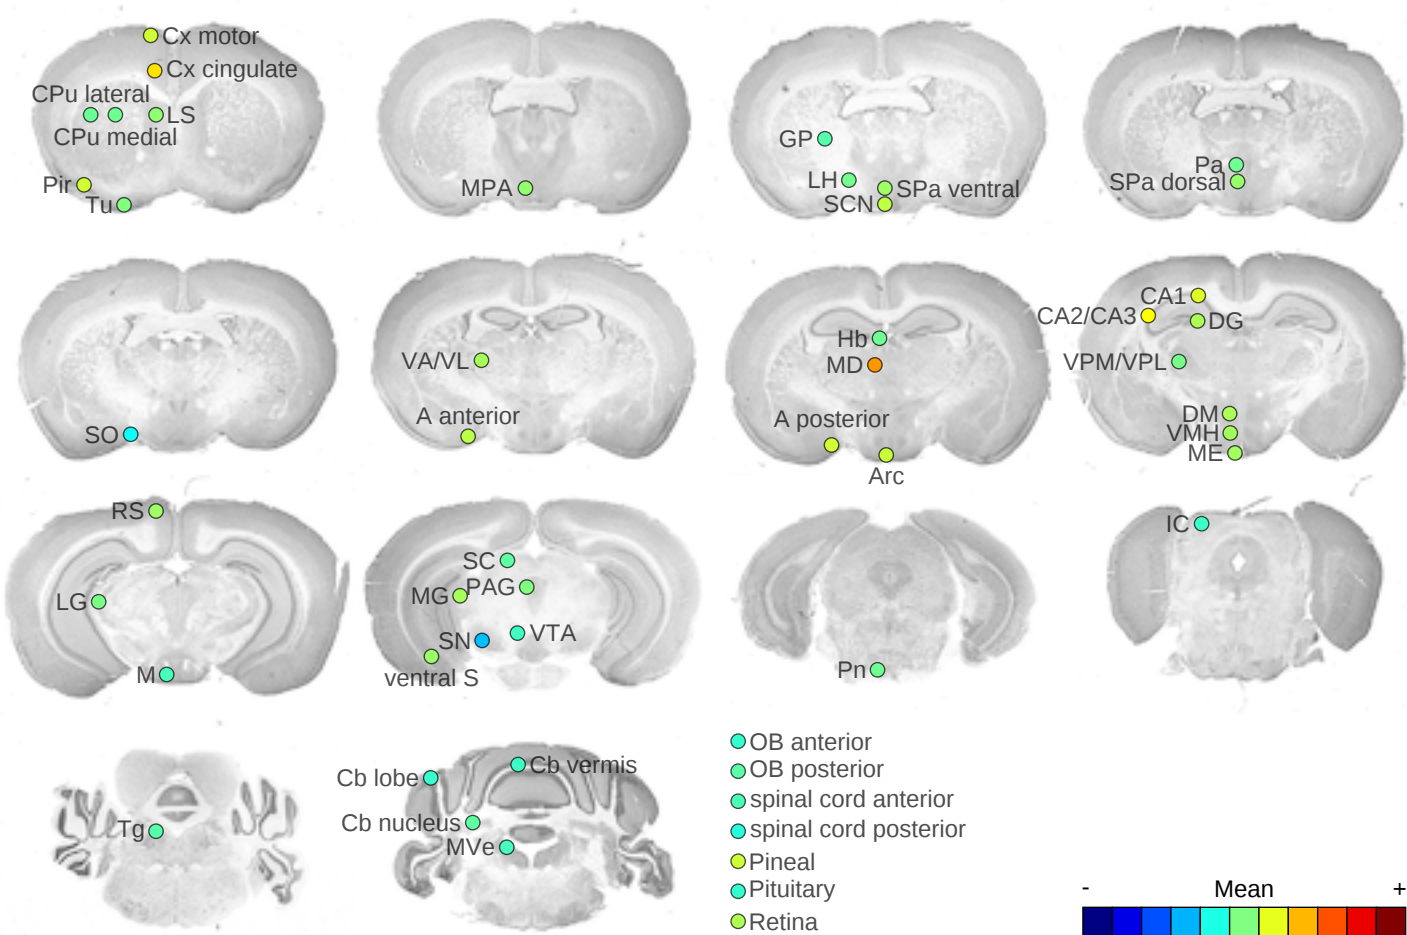 Cx motor
Cx cingulate
CPu lateral
LS
CPu medial
Pir
Tu
MPA
GP
LH
SPa ventral
SCN
Pa
SPa dorsal
SO
VA/VL
A anterior
Hb
MD
A posterior
Arc
CA1
CA2/CA3
DG
VPM/VPL
DM
VMH
ME
RS
LG
M
SC
PAG
MG
SN
VTA
ventral S
Pn
IC
Tg
Cb lobe
Cb vermis
Cb nucleus
MVe
OB anterior
OB posterior
spinal cord anterior
spinal cord posterior
Pineal
Pituitary
Retina
- Mean +